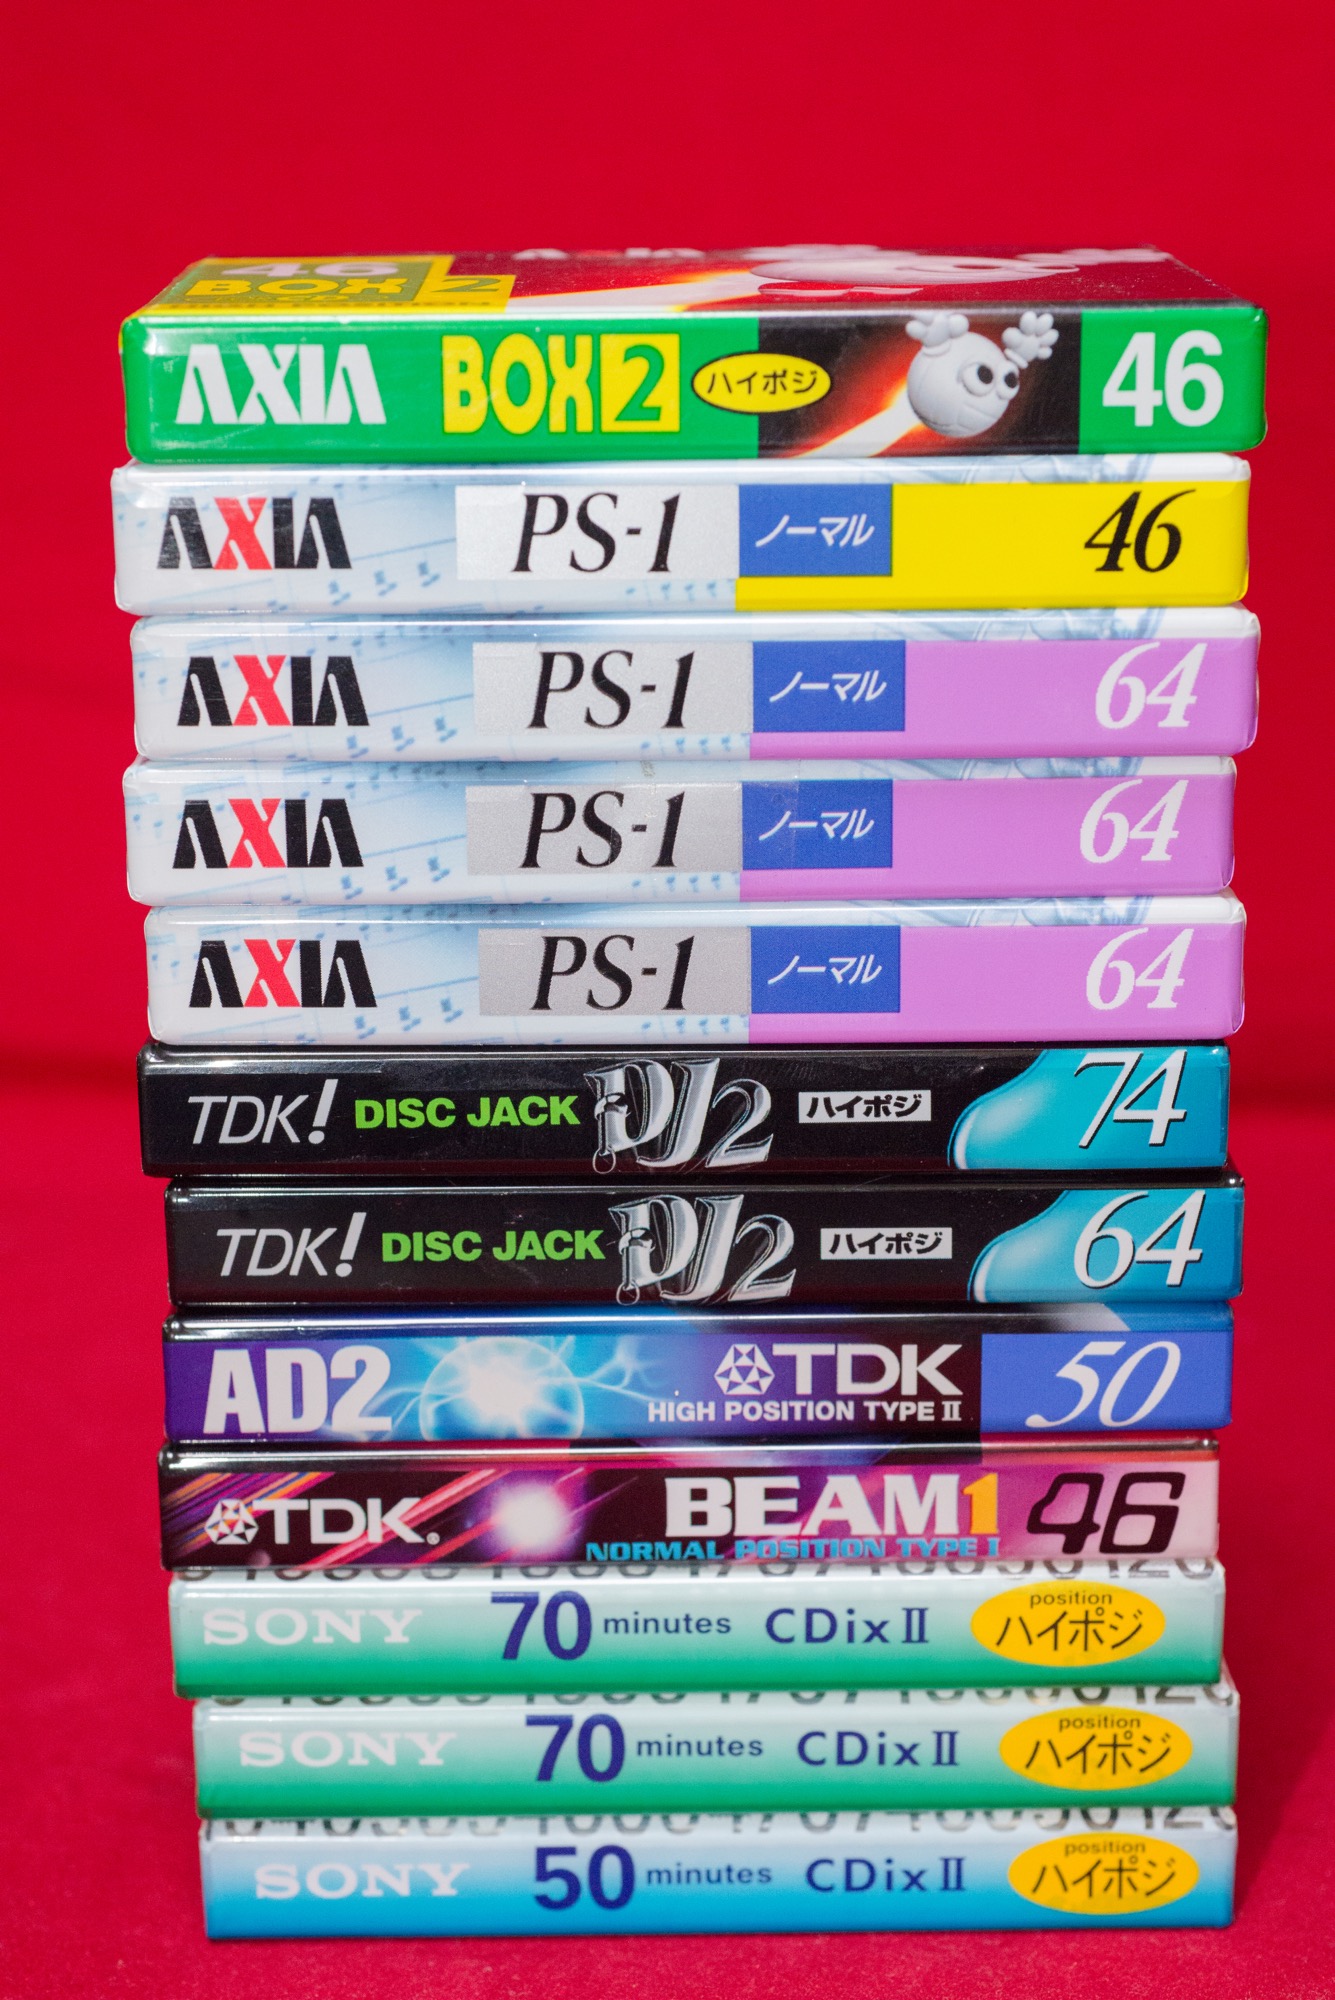 46
BOX 2
AXIA BOX 2 ハイポジ 46
AXIA PS-1 ノーマル 46
AXIA PS-1 ノーマル 64
AXIA PS-1 ノーマル 64
AXIA PS-1 ノーマル 64
TDK! DISC JACK DJ2 ハイポジ 74
TDK! DISC JACK DJ2 ハイポジ 64
AD2 TDK 50
HIGH POSITION TYPE II
TDK. BEAM1 46
NORMAL POSITION TYPE I
SONY 70 minutes CDix II position ハイポジ
SONY 70 minutes CDix II position ハイポジ
SONY 50 minutes CDix II position ハイポジ